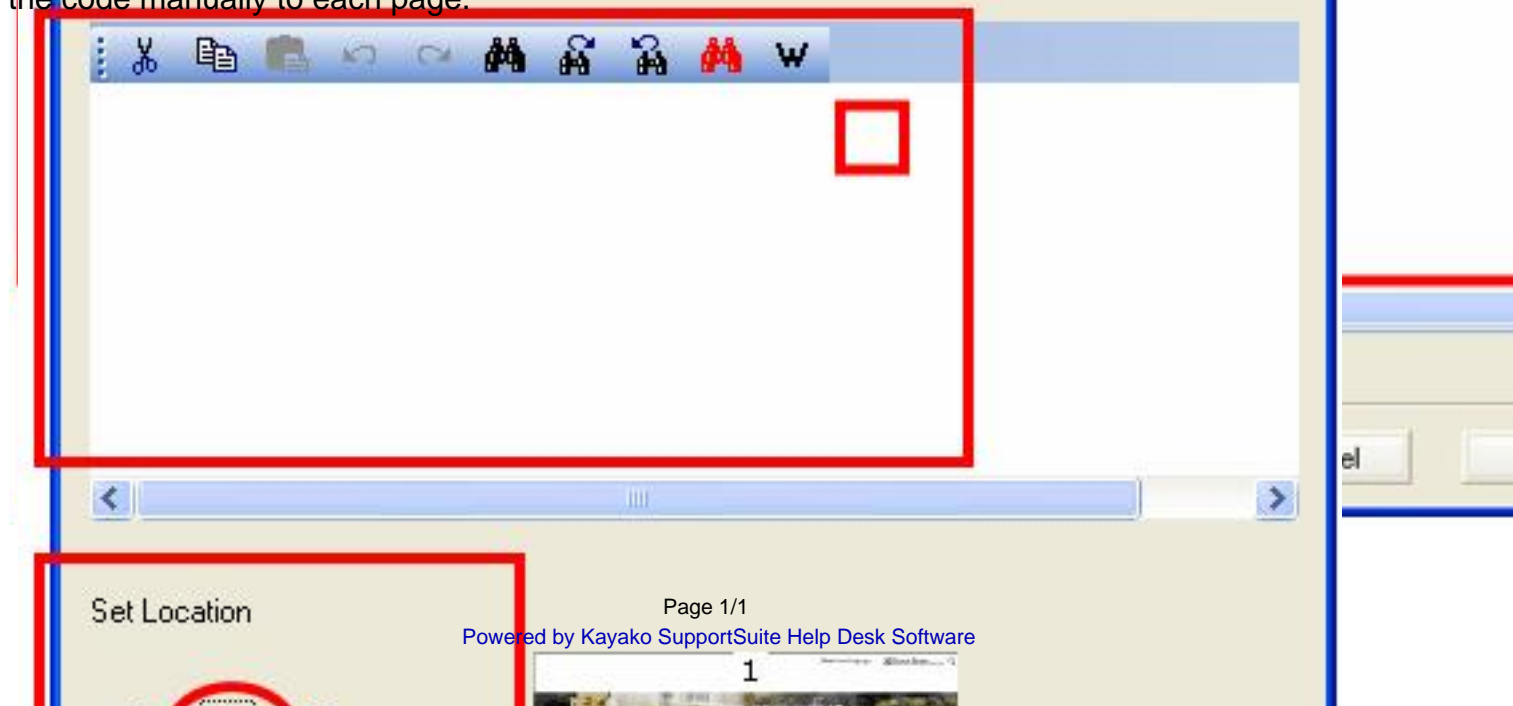 the code manually to each page.
W
el
Set Location
Page 1/1
Powered by Kayako SupportSuite Help Desk Software
1